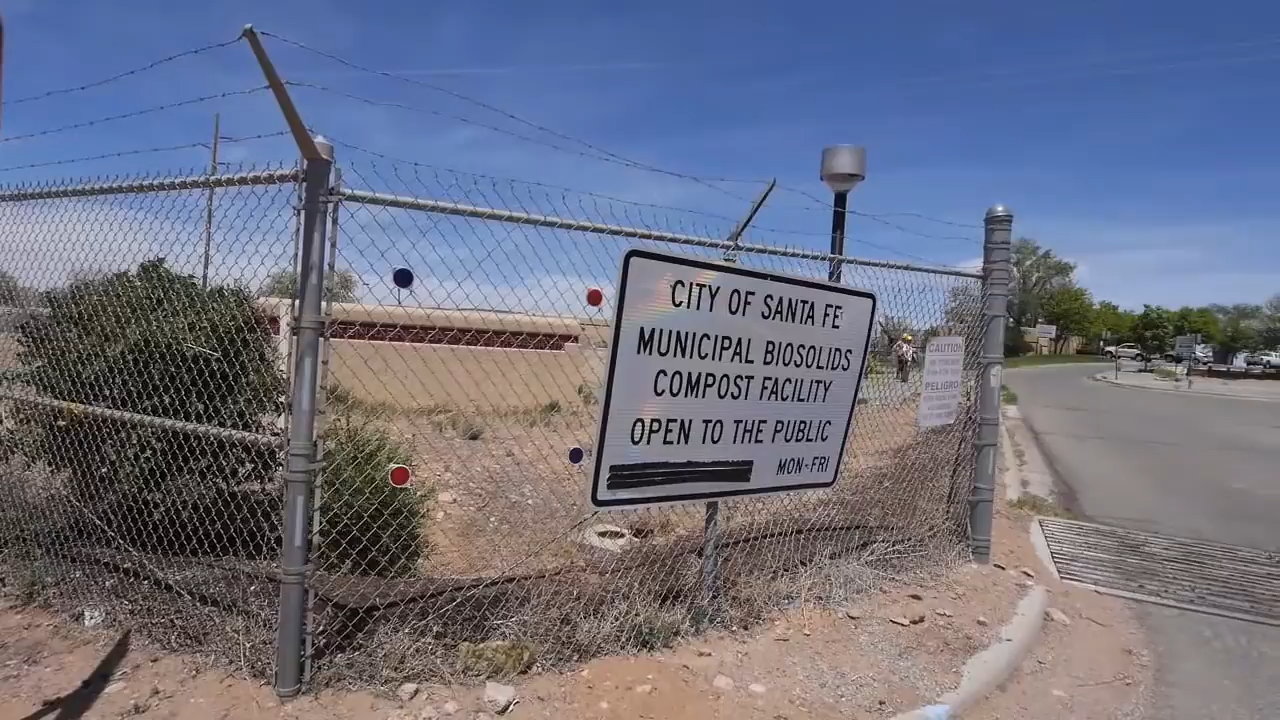 CITY OF SANTA FE
MUNICIPAL BIOSOLIDS
COMPOST FACILITY
OPEN TO THE PUBLIC
MON-FRI
CAUTION
PELIGRO